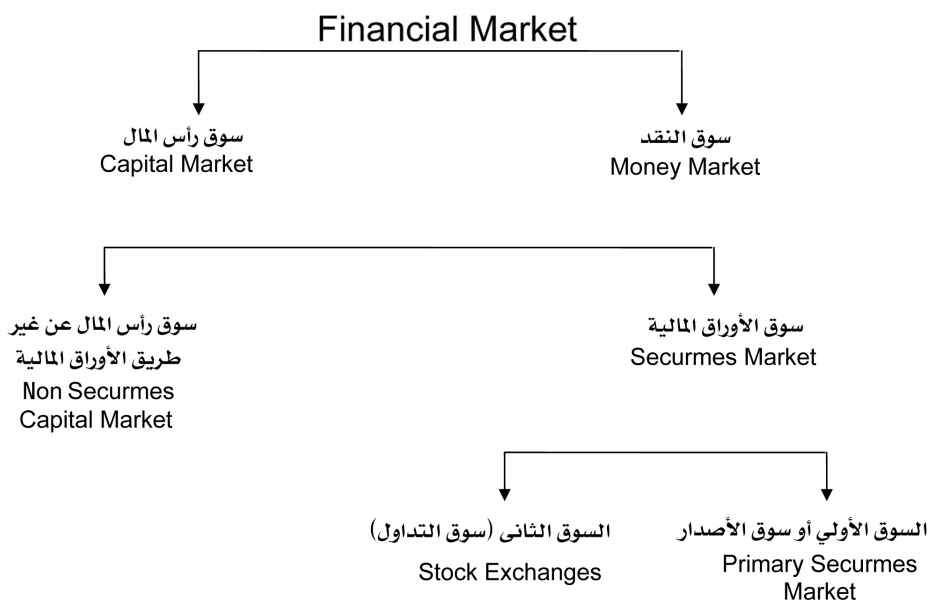 Financial Market
سوق رأس المال
Capital Market
سوق النقد
Money Market
سوق رأس المال عن غير
طريق الأوراق المالية
Non Securmes
Capital Market
سوق الأوراق المالية
Securmes Market
السوق الثانى (سوق التداول)
Stock Exchanges
السوق الأولي أو سوق الأصدار
Primary Securmes
Market